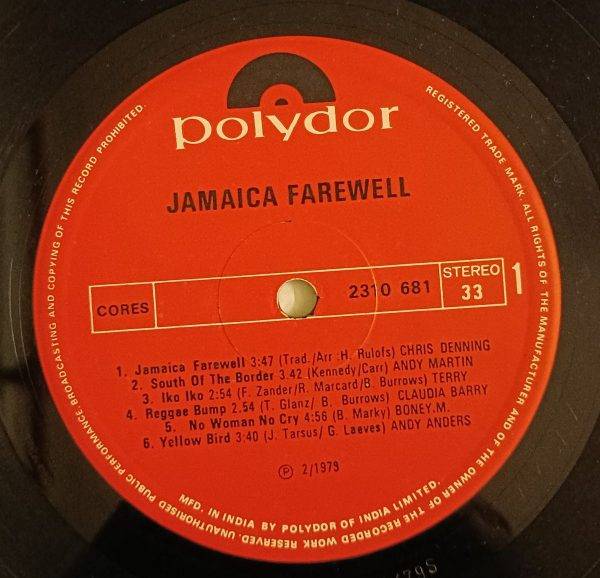 polydor
JAMAICA FAREWELL
CORES
2310 681
STEREO
33
1
1. Jamaica Farewell 3:47 (Trad./Arr :H. Rulofs) CHRIS DENNING
2. South Of The Border 3.42 (Kennedy/Carr) ANDY MARTIN
3. Iko Iko 2:54 (F. Zander/R. Marcard/B. Burrows) TERRY
4. Reggae Bump 2.54 (T. Glanz/ B. Burrows) CLAUDIA BARRY
5. No Woman No Cry 4:56 (B. Marky) BONEY.M.
6. Yellow Bird 3:40 (J. Tarsus/ G. Laeves) ANDY ANDERS
℗ 2/1979
MFD. IN INDIA BY POLYDOR OF INDIA LIMITED.
REGISTERED TRADE MARK. ALL RIGHTS OF THE MANUFACTURER AND OF THE OWNER OF THE RECORDED WORK RESERVED. UNAUTHORISED PUBLIC PERFORMANCE BROADCASTING AND COPYING OF THIS RECORD PROHIBITED.